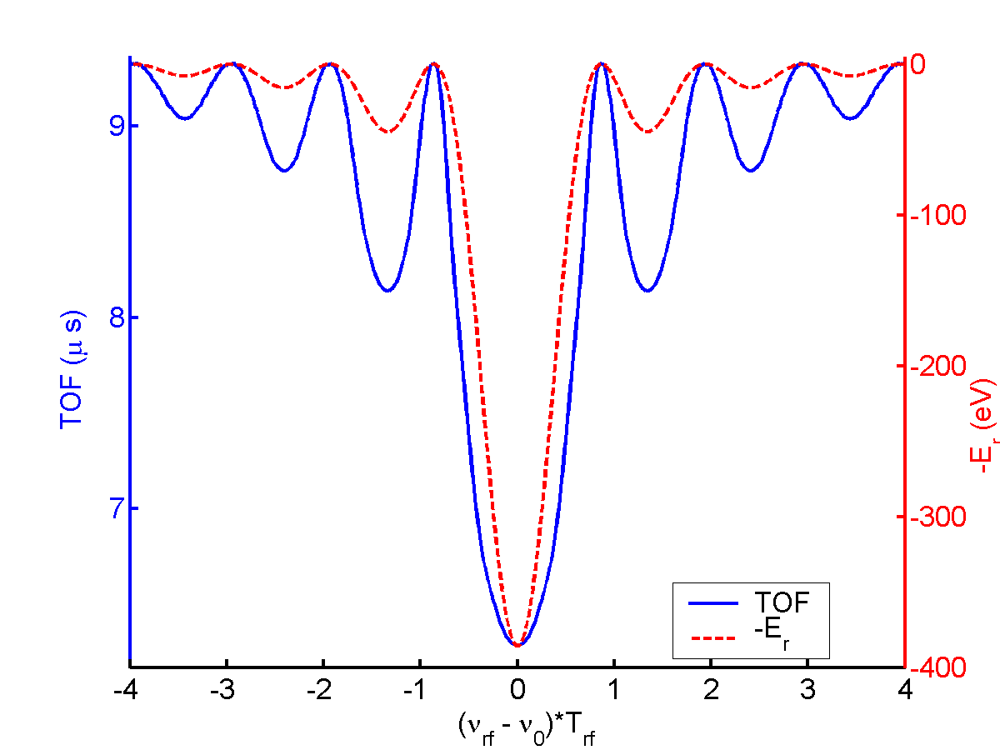 9
8
7
TOF (μ s)
0
-100
-200
-300
-400
-E_r (eV)
TOF
-E_r
-4 -3 -2 -1 0 1 2 3 4
(ν_rf - ν_0)*T_rf